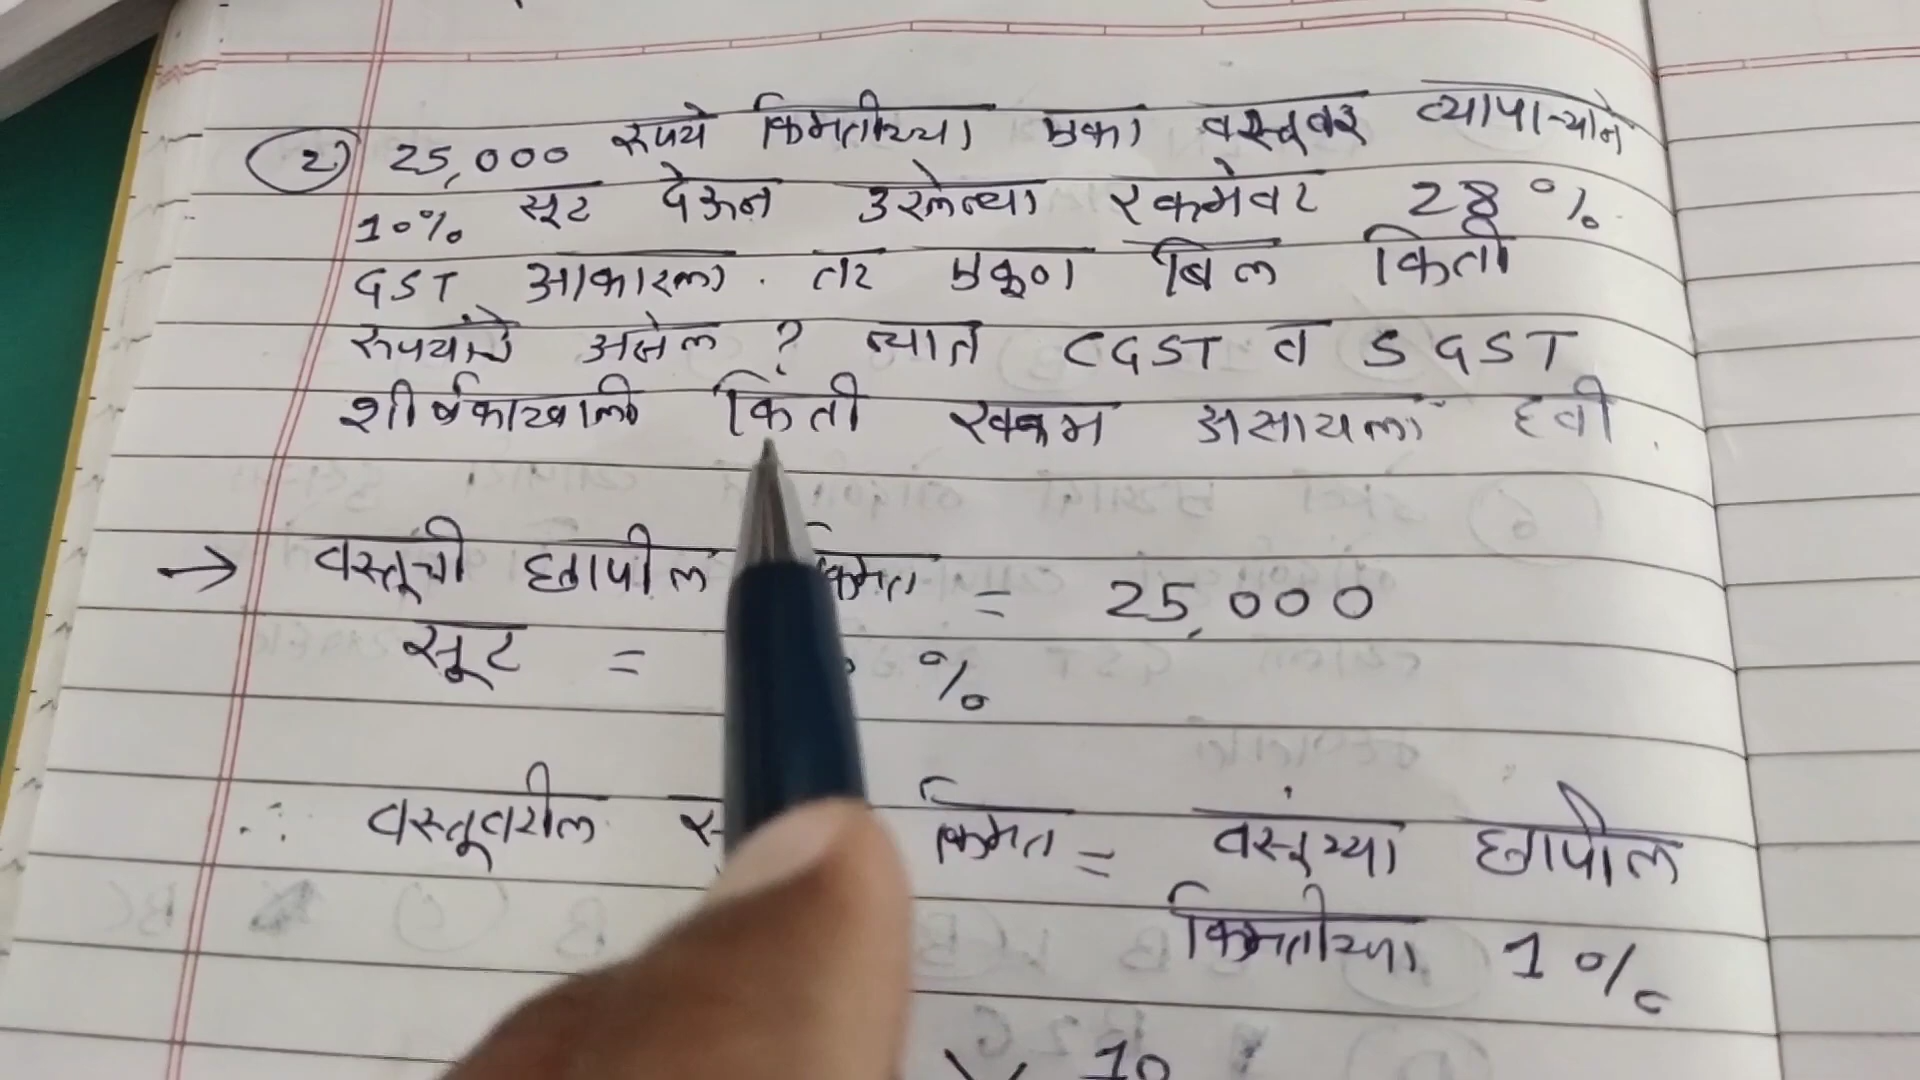 २) 25,000 रुपये किमतीच्या एका वस्तूवर व्यापाऱ्याने
10% सूट देऊन उरलेल्या रकमेवर 28%
GST आकारला. तर एकूण बिल किती
रुपयांचे असेल ? त्यात CGST व SGST
शीर्षकाखाली किती रक्कम असायला हवी.
→ वस्तूची छापील किंमत = 25,000
सूट = %
∴ वस्तूवरील किंमत = वस्तूच्या छापील
किंमतीच्या 1%
10